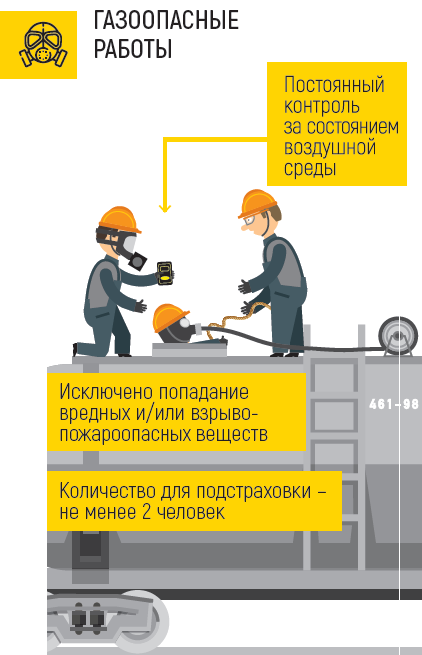 ГАЗООПАСНЫЕ
РАБОТЫ
Постоянный
контроль
за состоянием
воздушной
среды
Исключено попадание
вредных и/или взрыво-
пожароопасных веществ
461-98
Количество для подстраховки –
не менее 2 человек